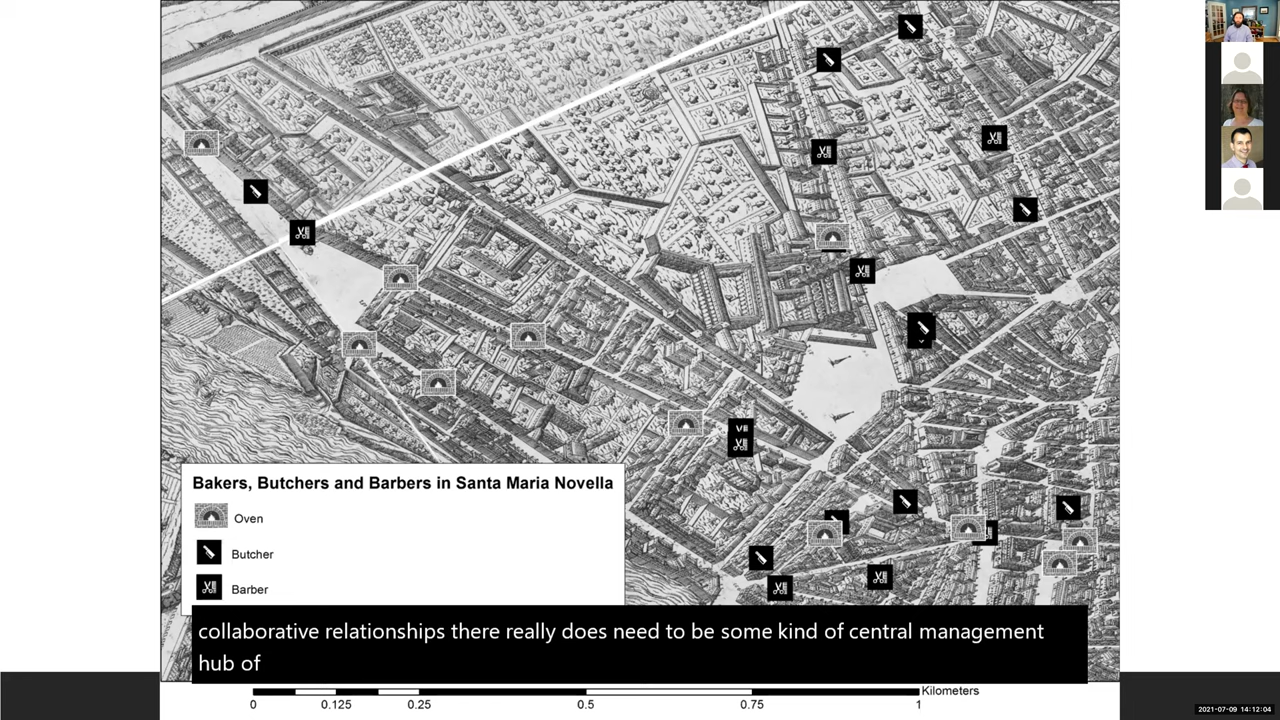 Bakers, Butchers and Barbers in Santa Maria Novella
Oven
Butcher
Barber
collaborative relationships there really does need to be some kind of central management
hub of
Kilometers
0 0.125 0.25 0.5 0.75 1
2021-07-09 14:12:04